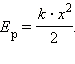 Eₚ = k · x² / 2.